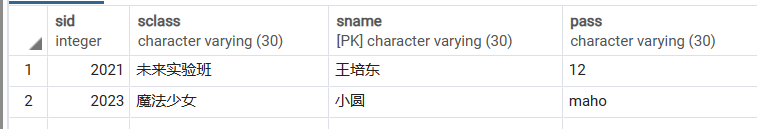 sid sclass sname pass
integer character varying (30) [PK] character varying (30) character varying (30)
1 2021 未来实验班 王培东 12
2 2023 魔法少女 小圆 maho